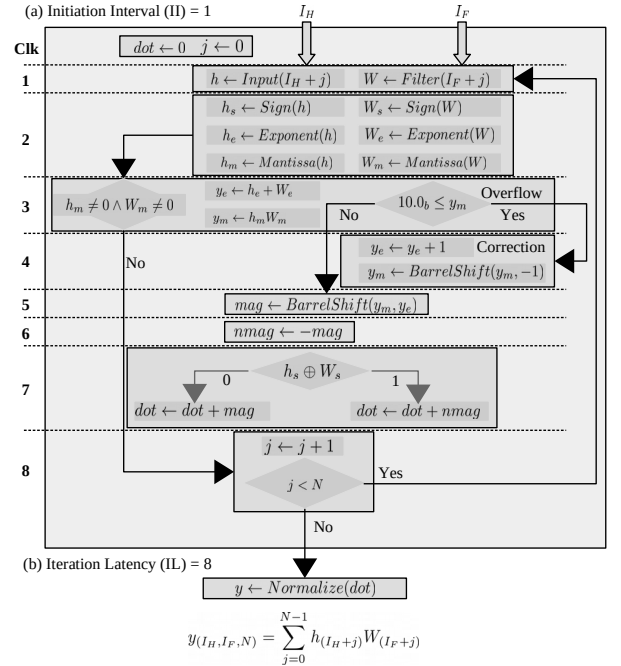 (a) Initiation Interval (II) = 1
I_H I_F
Clk
dot ← 0 j ← 0
1
h ← Input(I_H + j) W ← Filter(I_F + j)
2
h_s ← Sign(h) W_s ← Sign(W)
h_e ← Exponent(h) W_e ← Exponent(W)
h_m ← Mantissa(h) W_m ← Mantissa(W)
3
h_m ≠ 0 ∧ W_m ≠ 0
y_e ← h_e + W_e
y_m ← h_m W_m
10.0_b ≤ y_m
Overflow
No Yes
4
No
y_e ← y_e + 1 Correction
y_m ← BarrelShift(y_m, −1)
5
mag ← BarrelShift(y_m, y_e)
6
nmag ← −mag
7
h_s ⊕ W_s
0 1
dot ← dot + mag dot ← dot + nmag
8
j ← j + 1
j < N
Yes
No
(b) Iteration Latency (IL) = 8
y ← Normalize(dot)
y_(I_H,I_F,N) = ∑_{j=0}^{N−1} h_(I_H+j) W_(I_F+j)